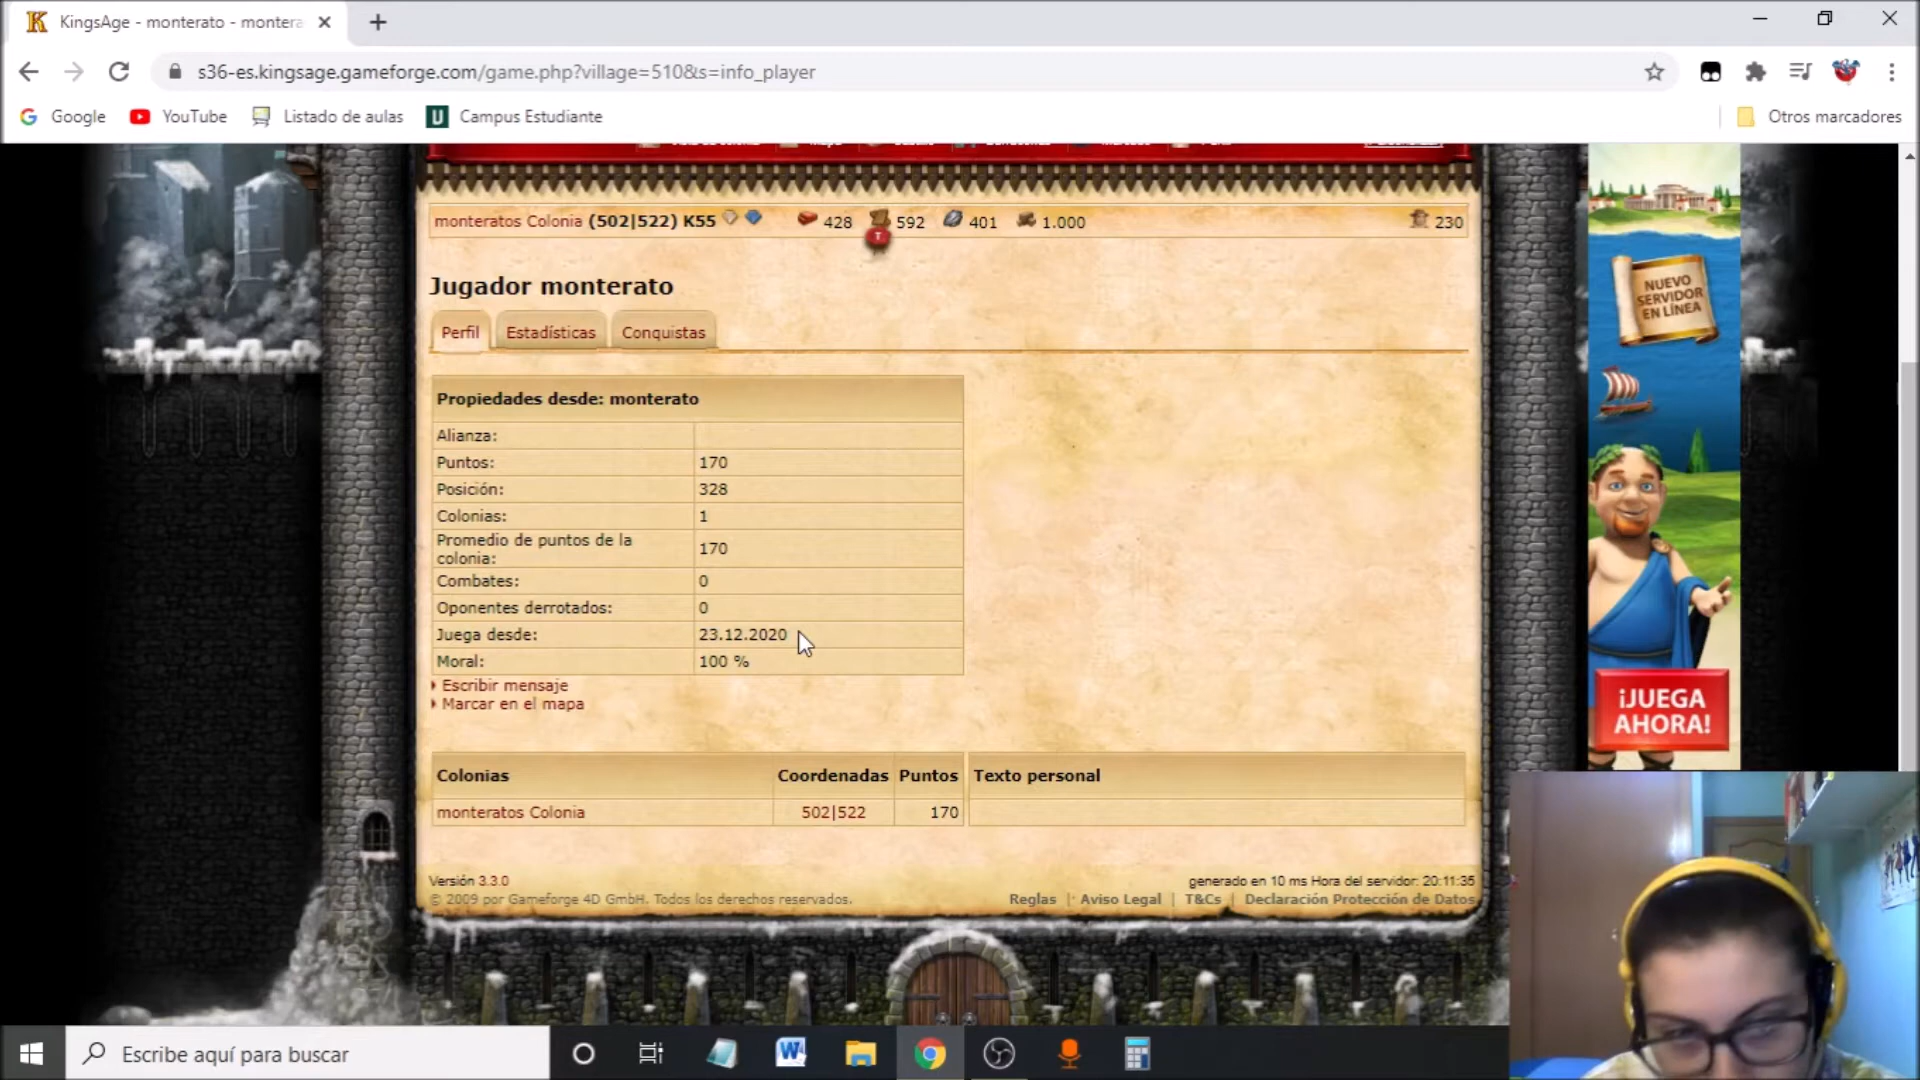 KingsAge - monterato - montera
s36-es.kingsage.gameforge.com/game.php?village=510&s=info_player
Google YouTube Listado de aulas Campus Estudiante Otros marcadores
monteratos Colonia (502|522) K55 428 592 401 1.000 230
T
Jugador monterato
Perfil Estadísticas Conquistas
Propiedades desde: monterato
Alianza:
Puntos: 170
Posición: 328
Colonias: 1
Promedio de puntos de la
colonia: 170
Combates: 0
Oponentes derrotados: 0
Juega desde: 23.12.2020
Moral: 100 %
Escribir mensaje
Marcar en el mapa
Colonias Coordenadas Puntos Texto personal
monteratos Colonia 502|522 170
Versión 3.3.0 generado en 10 ms Hora del servidor: 20:11:35
© 2009 por Gameforge 4D GmbH. Todos los derechos reservados. Reglas | Aviso Legal | T&Cs | Declaración Protección de Datos
NUEVO
SERVIDOR
EN LÍNEA
¡JUEGA
AHORA!
Escribe aquí para buscar